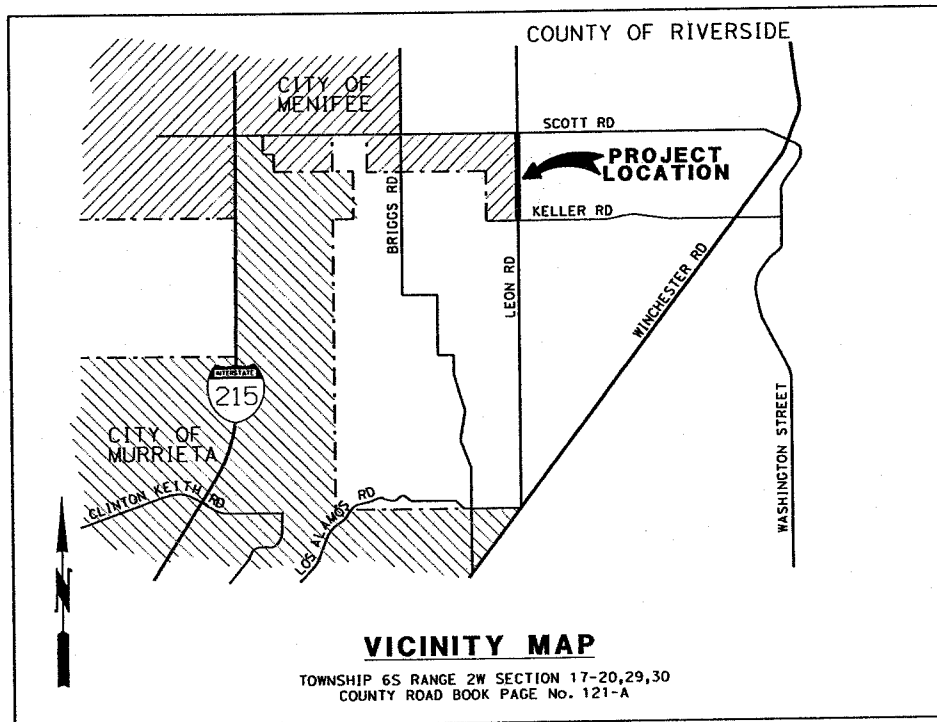 COUNTY OF RIVERSIDE
CITY OF
MENIFEE
SCOTT RD
PROJECT
LOCATION
BRIGGS RD
KELLER RD
LEON RD
WINCHESTER RD
INTERSTATE
215
CITY OF
MURRIETA
CLINTON KEITH RD
LOS ALAMOS RD
WASHINGTON STREET
N
VICINITY MAP
TOWNSHIP 6S RANGE 2W SECTION 17-20,29,30
COUNTY ROAD BOOK PAGE No. 121-A